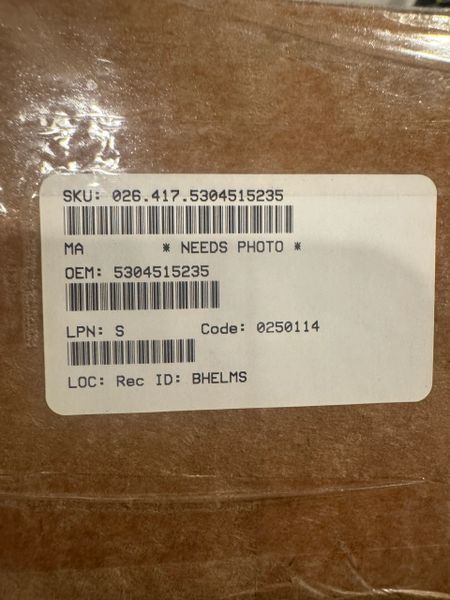 SKU: 026.417.5304515235
MA * NEEDS PHOTO *
OEM: 5304515235
LPN: S Code: 0250114
LOC: Rec ID: BHELMS